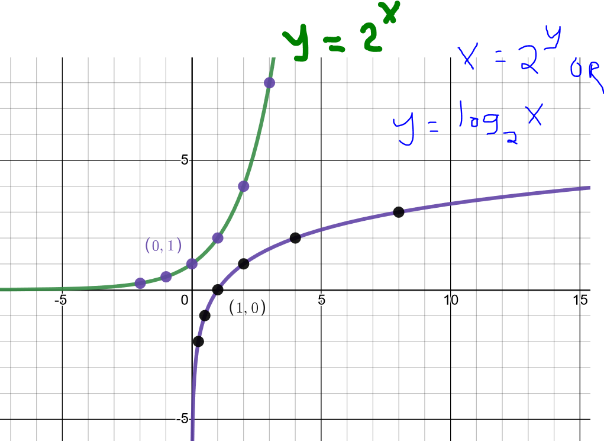 y = 2^x
x = 2^y OR
y = log_2 x
5
(0, 1)
-5 0 5 10 15
(1, 0)
-5